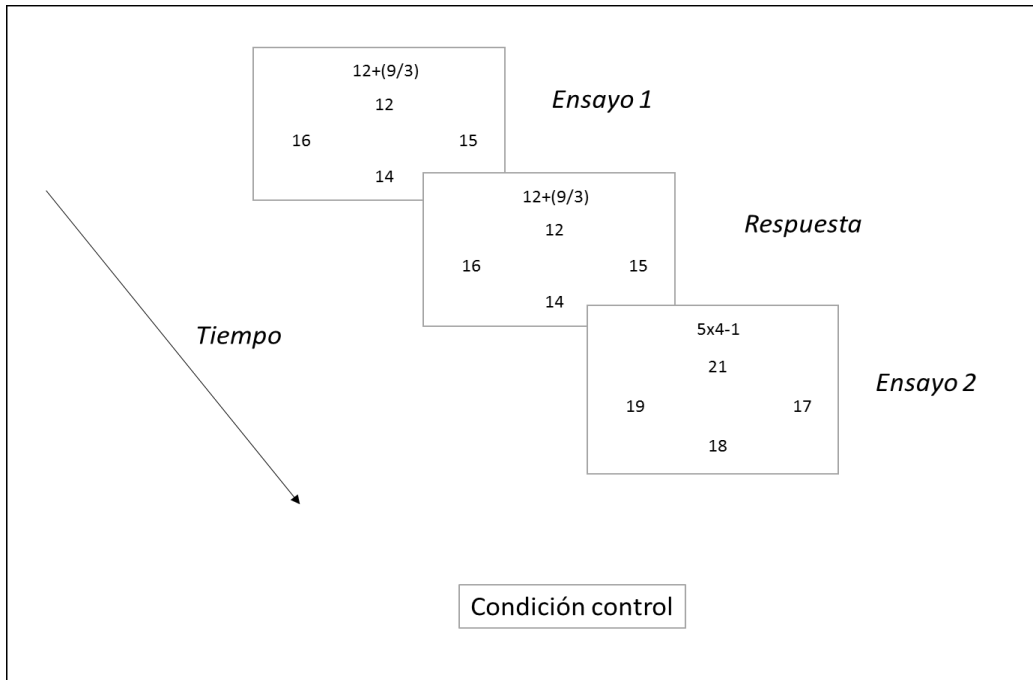 12+(9/3)
12
16 15
14
Ensayo 1
12+(9/3)
12
16 15
14
Respuesta
5x4-1
21
19 17
18
Ensayo 2
Tiempo
Condición control